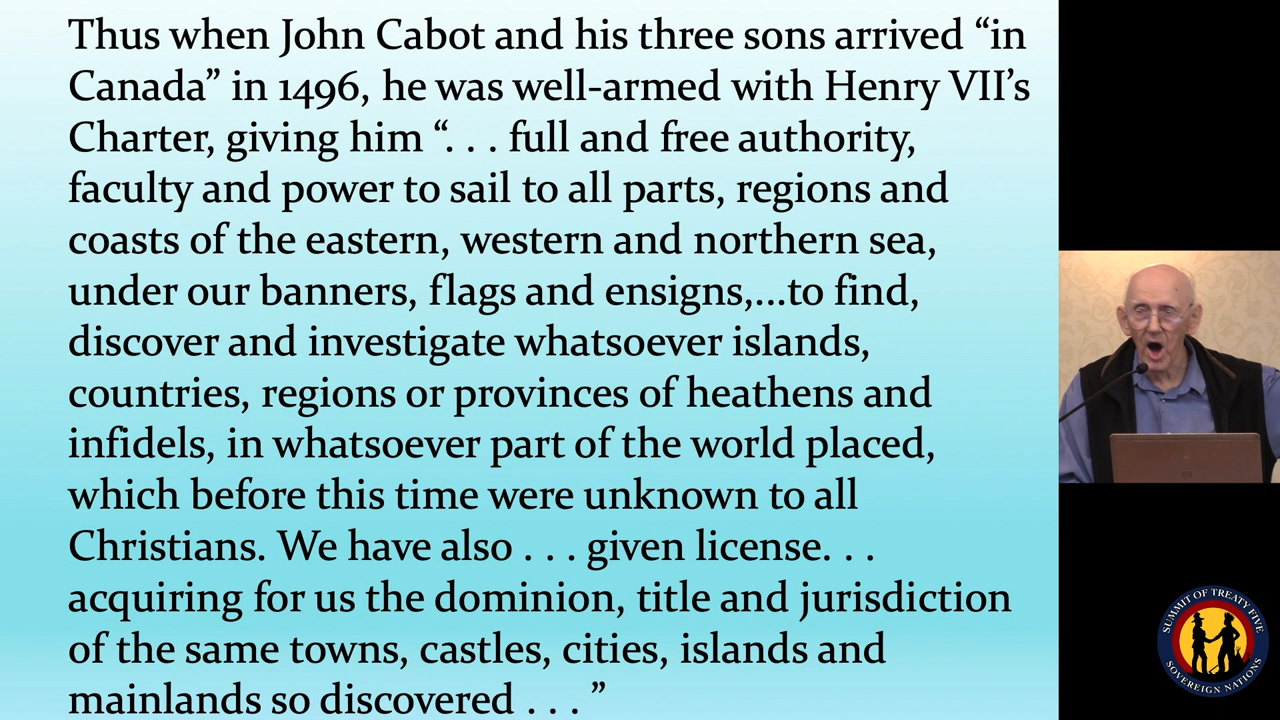 Thus when John Cabot and his three sons arrived “in
Canada” in 1496, he was well-armed with Henry VII’s
Charter, giving him “. . . full and free authority,
faculty and power to sail to all parts, regions and
coasts of the eastern, western and northern sea,
under our banners, flags and ensigns,...to find,
discover and investigate whatsoever islands,
countries, regions or provinces of heathens and
infidels, in whatsoever part of the world placed,
which before this time were unknown to all
Christians. We have also . . . given license. . .
acquiring for us the dominion, title and jurisdiction
of the same towns, castles, cities, islands and
mainlands so discovered . . . ”
SUMMIT OF TREATY FIVE
SOVEREIGN NATIONS